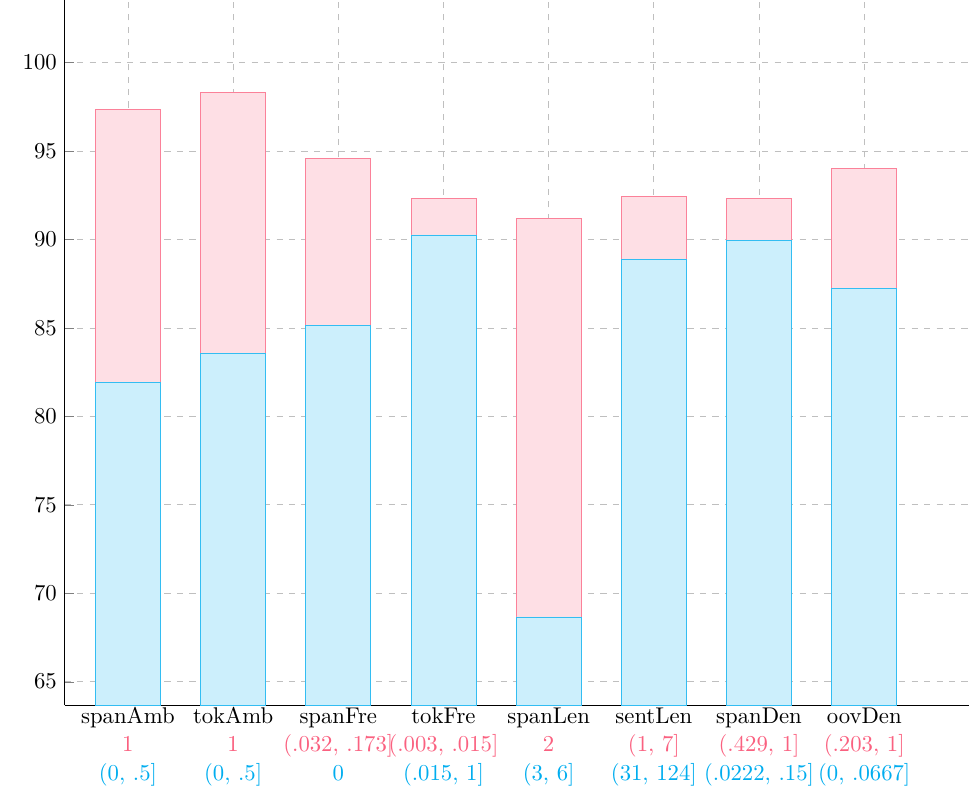 100
95
90
85
80
75
70
65
spanAmb tokAmb spanFre tokFre spanLen sentLen spanDen oovDen
1 1 (.032, .173] (.003, .015] 2 (1, 7] (.429, 1] (.203, 1]
(0, .5] (0, .5] 0 (.015, 1] (3, 6] (31, 124] (.0222, .15] (0, .0667]